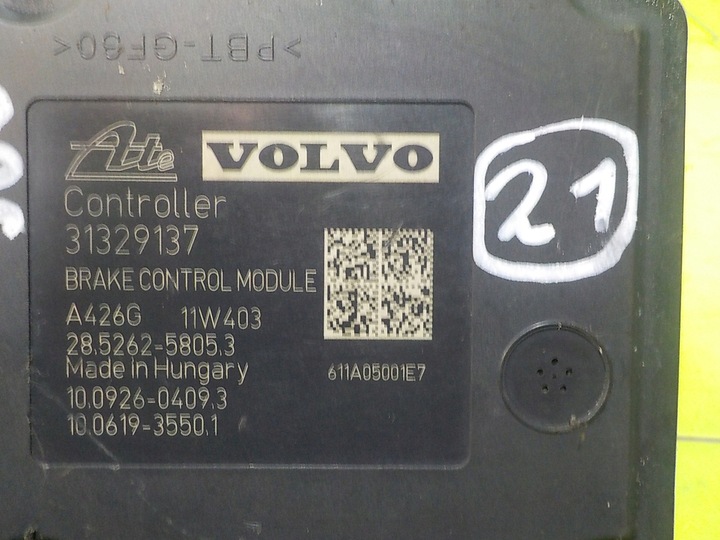 >PBT-GF60<
Ate VOLVO
21
Controller
31329137
BRAKE CONTROL MODULE
A426G 11W403
28.5262-5805.3
Made in Hungary 611A05001E7
10.0926-0409.3
10.0619-3550.1